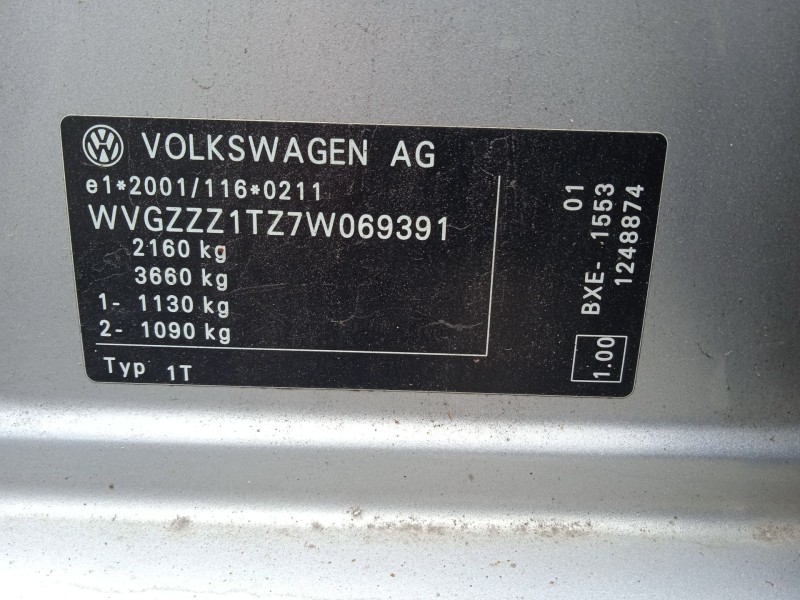 VOLKSWAGEN AG
e1*2001/116*0211
WVGZZZ1TZ7W069391
2160 kg
3660 kg
1- 1130 kg
2- 1090 kg
Typ 1T
01
BXE- 1553
1248874
1.00